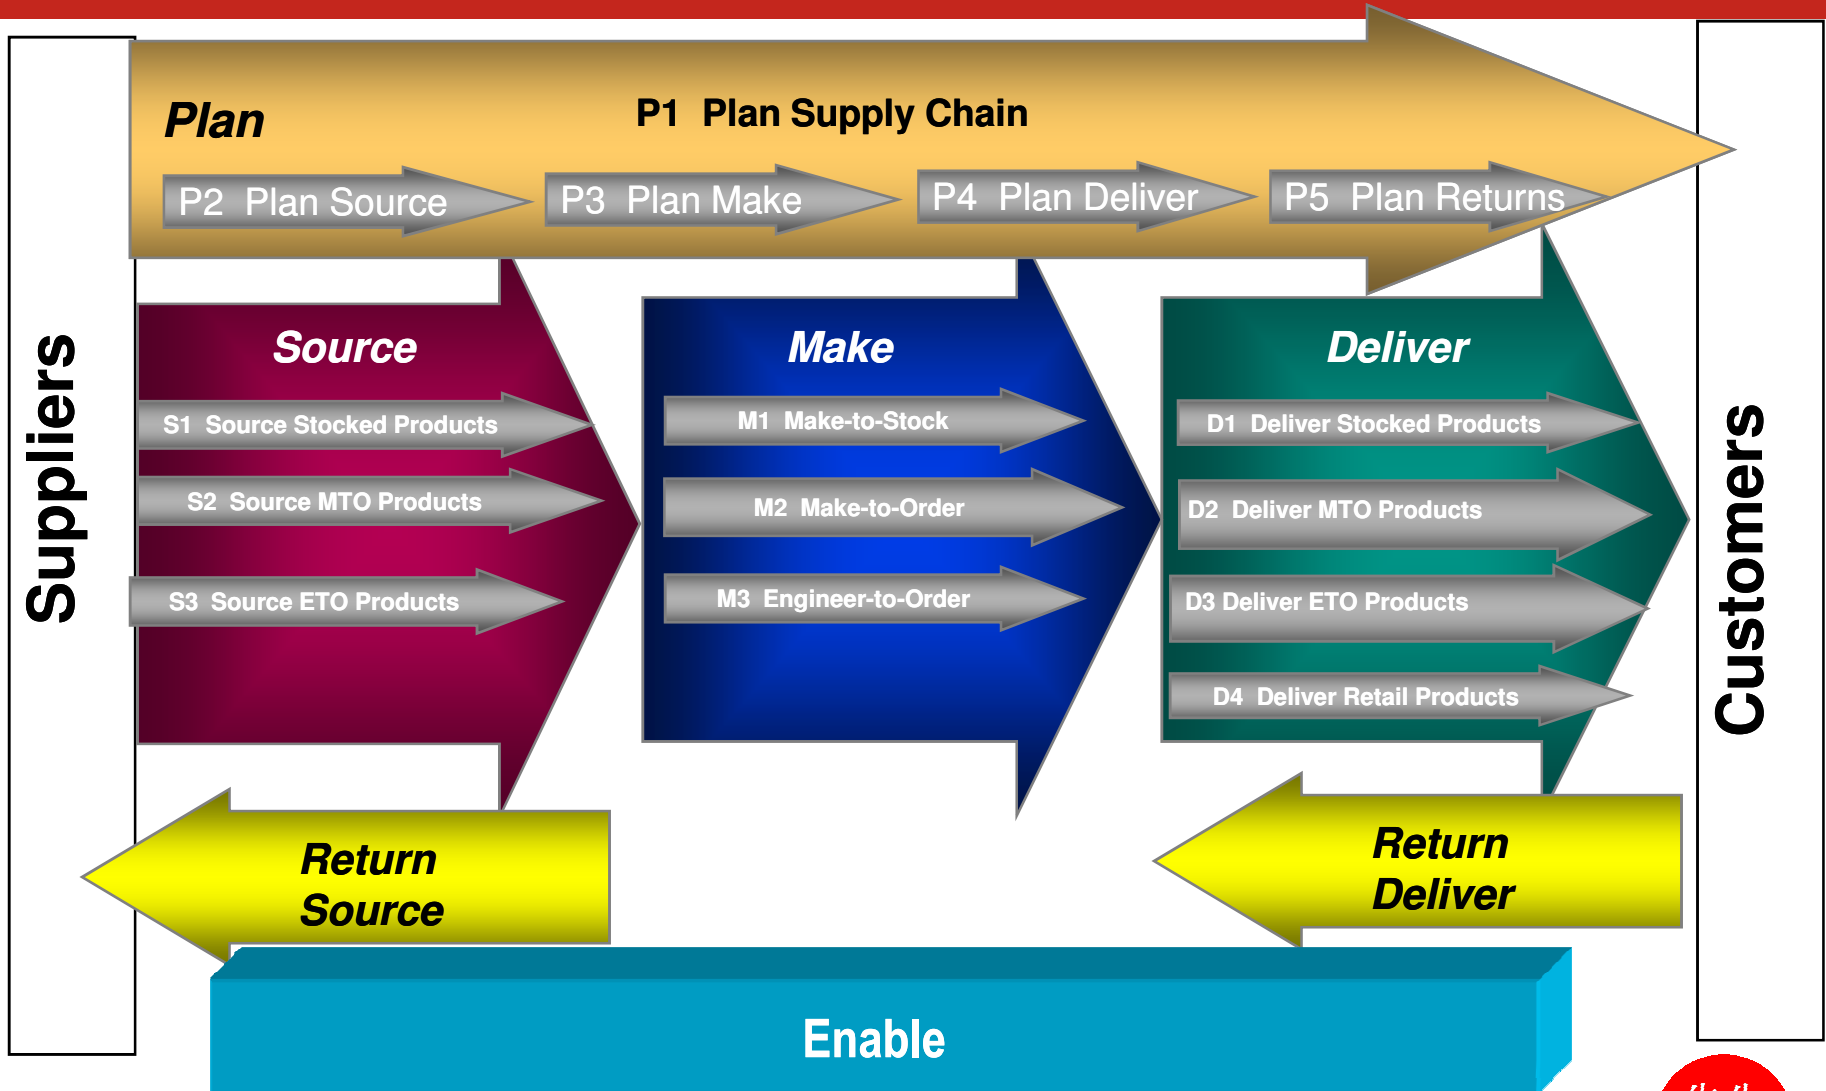 Plan
P1 Plan Supply Chain
P2 Plan Source
P3 Plan Make
P4 Plan Deliver
P5 Plan Returns
Suppliers
Source
S1 Source Stocked Products
S2 Source MTO Products
S3 Source ETO Products
Make
M1 Make-to-Stock
M2 Make-to-Order
M3 Engineer-to-Order
Deliver
D1 Deliver Stocked Products
D2 Deliver MTO Products
D3 Deliver ETO Products
D4 Deliver Retail Products
Customers
Return
Source
Return
Deliver
Enable